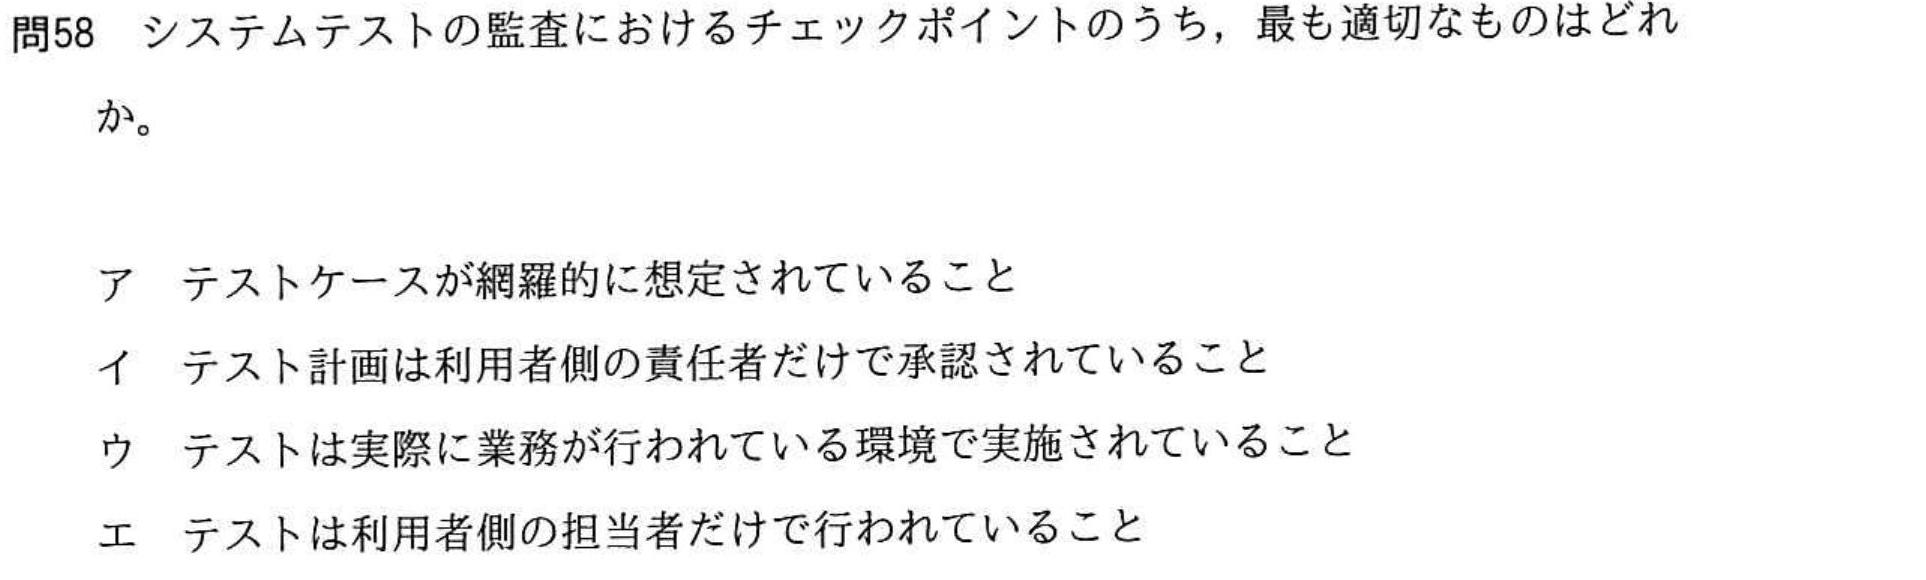 問58 システムテストの監査におけるチェックポイントのうち，最も適切なものはどれ
か。
ア テストケースが網羅的に想定されていること
イ テスト計画は利用者側の責任者だけで承認されていること
ウ テストは実際に業務が行われている環境で実施されていること
エ テストは利用者側の担当者だけで行われていること